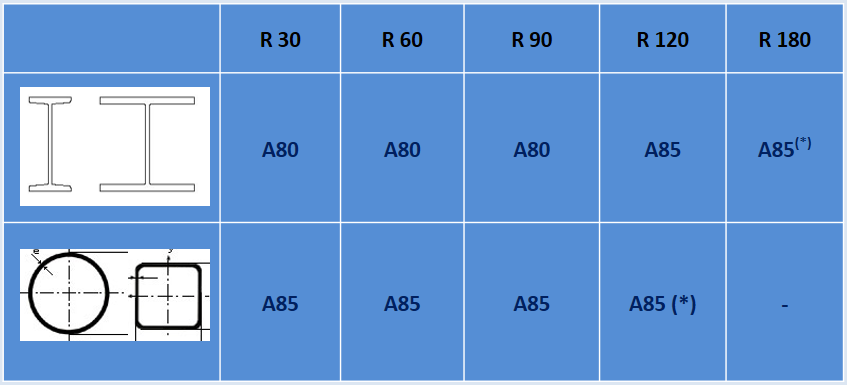 R 30 R 60 R 90 R 120 R 180
A80 A80 A80 A85 A85(*)
e y
A85 A85 A85 A85 (*) -